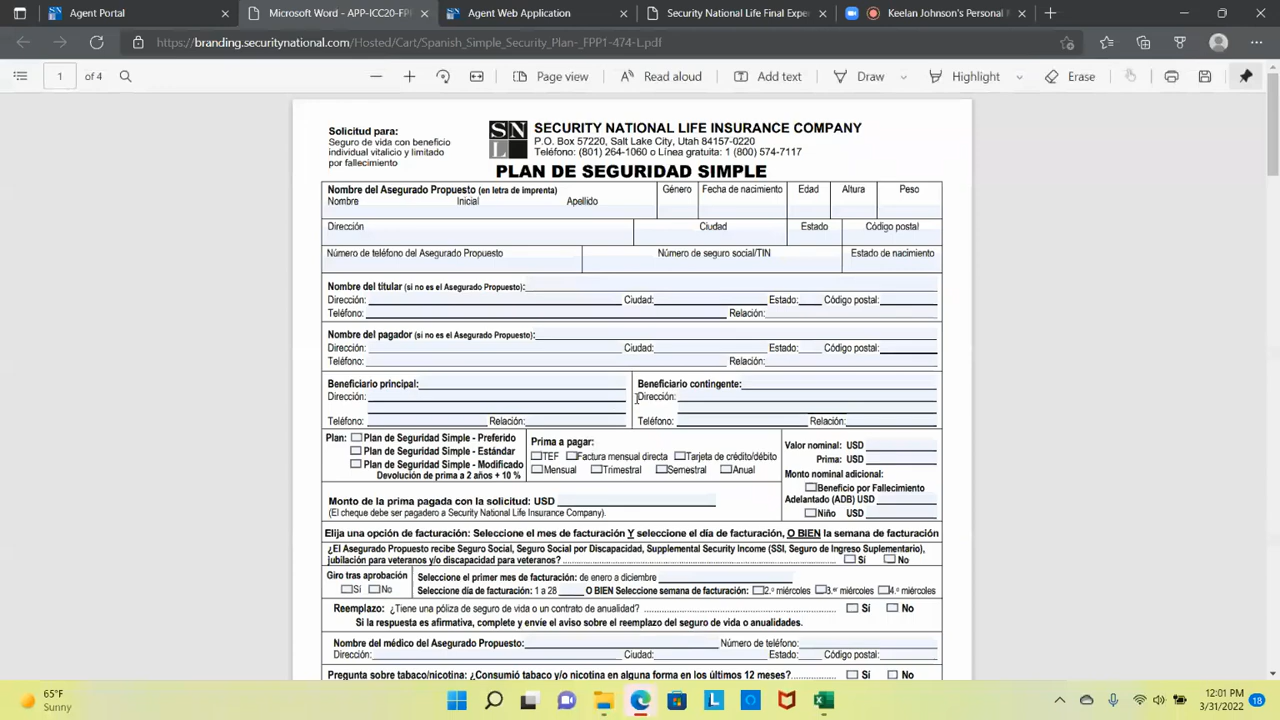 Agent Portal
Microsoft Word - APP-ICC20-FP
Agent Web Application
Security National Life Final Expe
Keelan Johnson's Personal
https://branding.securitynational.com/Hosted/Cart/Spanish_Simple_Security_Plan-_FPP1-474-L.pdf
1 of 4
Page view
Read aloud
Add text
Draw
Highlight
Erase
Solicitud para:
Seguro de vida con beneficio
individual vitalicio y limitado
por fallecimiento
SNL
SECURITY NATIONAL LIFE INSURANCE COMPANY
P.O. Box 57220, Salt Lake City, Utah 84157-0220
Teléfono: (801) 264-1060 o Línea gratuita: 1 (800) 574-7117
PLAN DE SEGURIDAD SIMPLE
Nombre del Asegurado Propuesto (en letra de imprenta) Género Fecha de nacimiento Edad Altura Peso
Nombre Inicial Apellido
Dirección Ciudad Estado Código postal
Número de teléfono del Asegurado Propuesto Número de seguro social/TIN Estado de nacimiento
Nombre del titular (si no es el Asegurado Propuesto):
Dirección: Ciudad: Estado: Código postal:
Teléfono: Relación:
Nombre del pagador (si no es el Asegurado Propuesto):
Dirección: Ciudad: Estado: Código postal:
Teléfono: Relación:
Beneficiario principal:
Dirección:
Teléfono: Relación:
Beneficiario contingente:
Dirección:
Teléfono: Relación:
Plan: Plan de Seguridad Simple - Preferido
Plan de Seguridad Simple - Estándar
Plan de Seguridad Simple - Modificado
Devolución de prima a 2 años + 10 %
Prima a pagar:
TEF Factura mensual directa Tarjeta de crédito/débito
Mensual Trimestral Semestral Anual
Valor nominal: USD
Prima: USD
Monto nominal adicional:
Beneficio por Fallecimiento
Adelantado (ADB) USD
Niño USD
Monto de la prima pagada con la solicitud: USD
(El cheque debe ser pagadero a Security National Life Insurance Company).
Elija una opción de facturación: Seleccione el mes de facturación Y seleccione el día de facturación, O BIEN la semana de facturación
¿El Asegurado Propuesto recibe Seguro Social, Seguro Social por Discapacidad, Supplemental Security Income (SSI, Seguro de Ingreso Suplementario),
jubilación para veteranos y/o discapacidad para veteranos? Sí No
Giro tras aprobación
Sí No
Seleccione el primer mes de facturación: de enero a diciembre
Seleccione día de facturación: 1 a 28 O BIEN Seleccione semana de facturación: 2.º miércoles 3.er miércoles 4.º miércoles
Reemplazo: ¿Tiene una póliza de seguro de vida o un contrato de anualidad? Sí No
Si la respuesta es afirmativa, complete y envíe el aviso sobre el reemplazo del seguro de vida o anualidades.
Nombre del médico del Asegurado Propuesto: Número de teléfono:
Dirección: Ciudad: Estado: Código postal:
Pregunta sobre tabaco/nicotina: ¿Consumió tabaco y/o nicotina en alguna forma en los últimos 12 meses? Sí No
65°F
Sunny
12:01 PM
3/31/2022
18